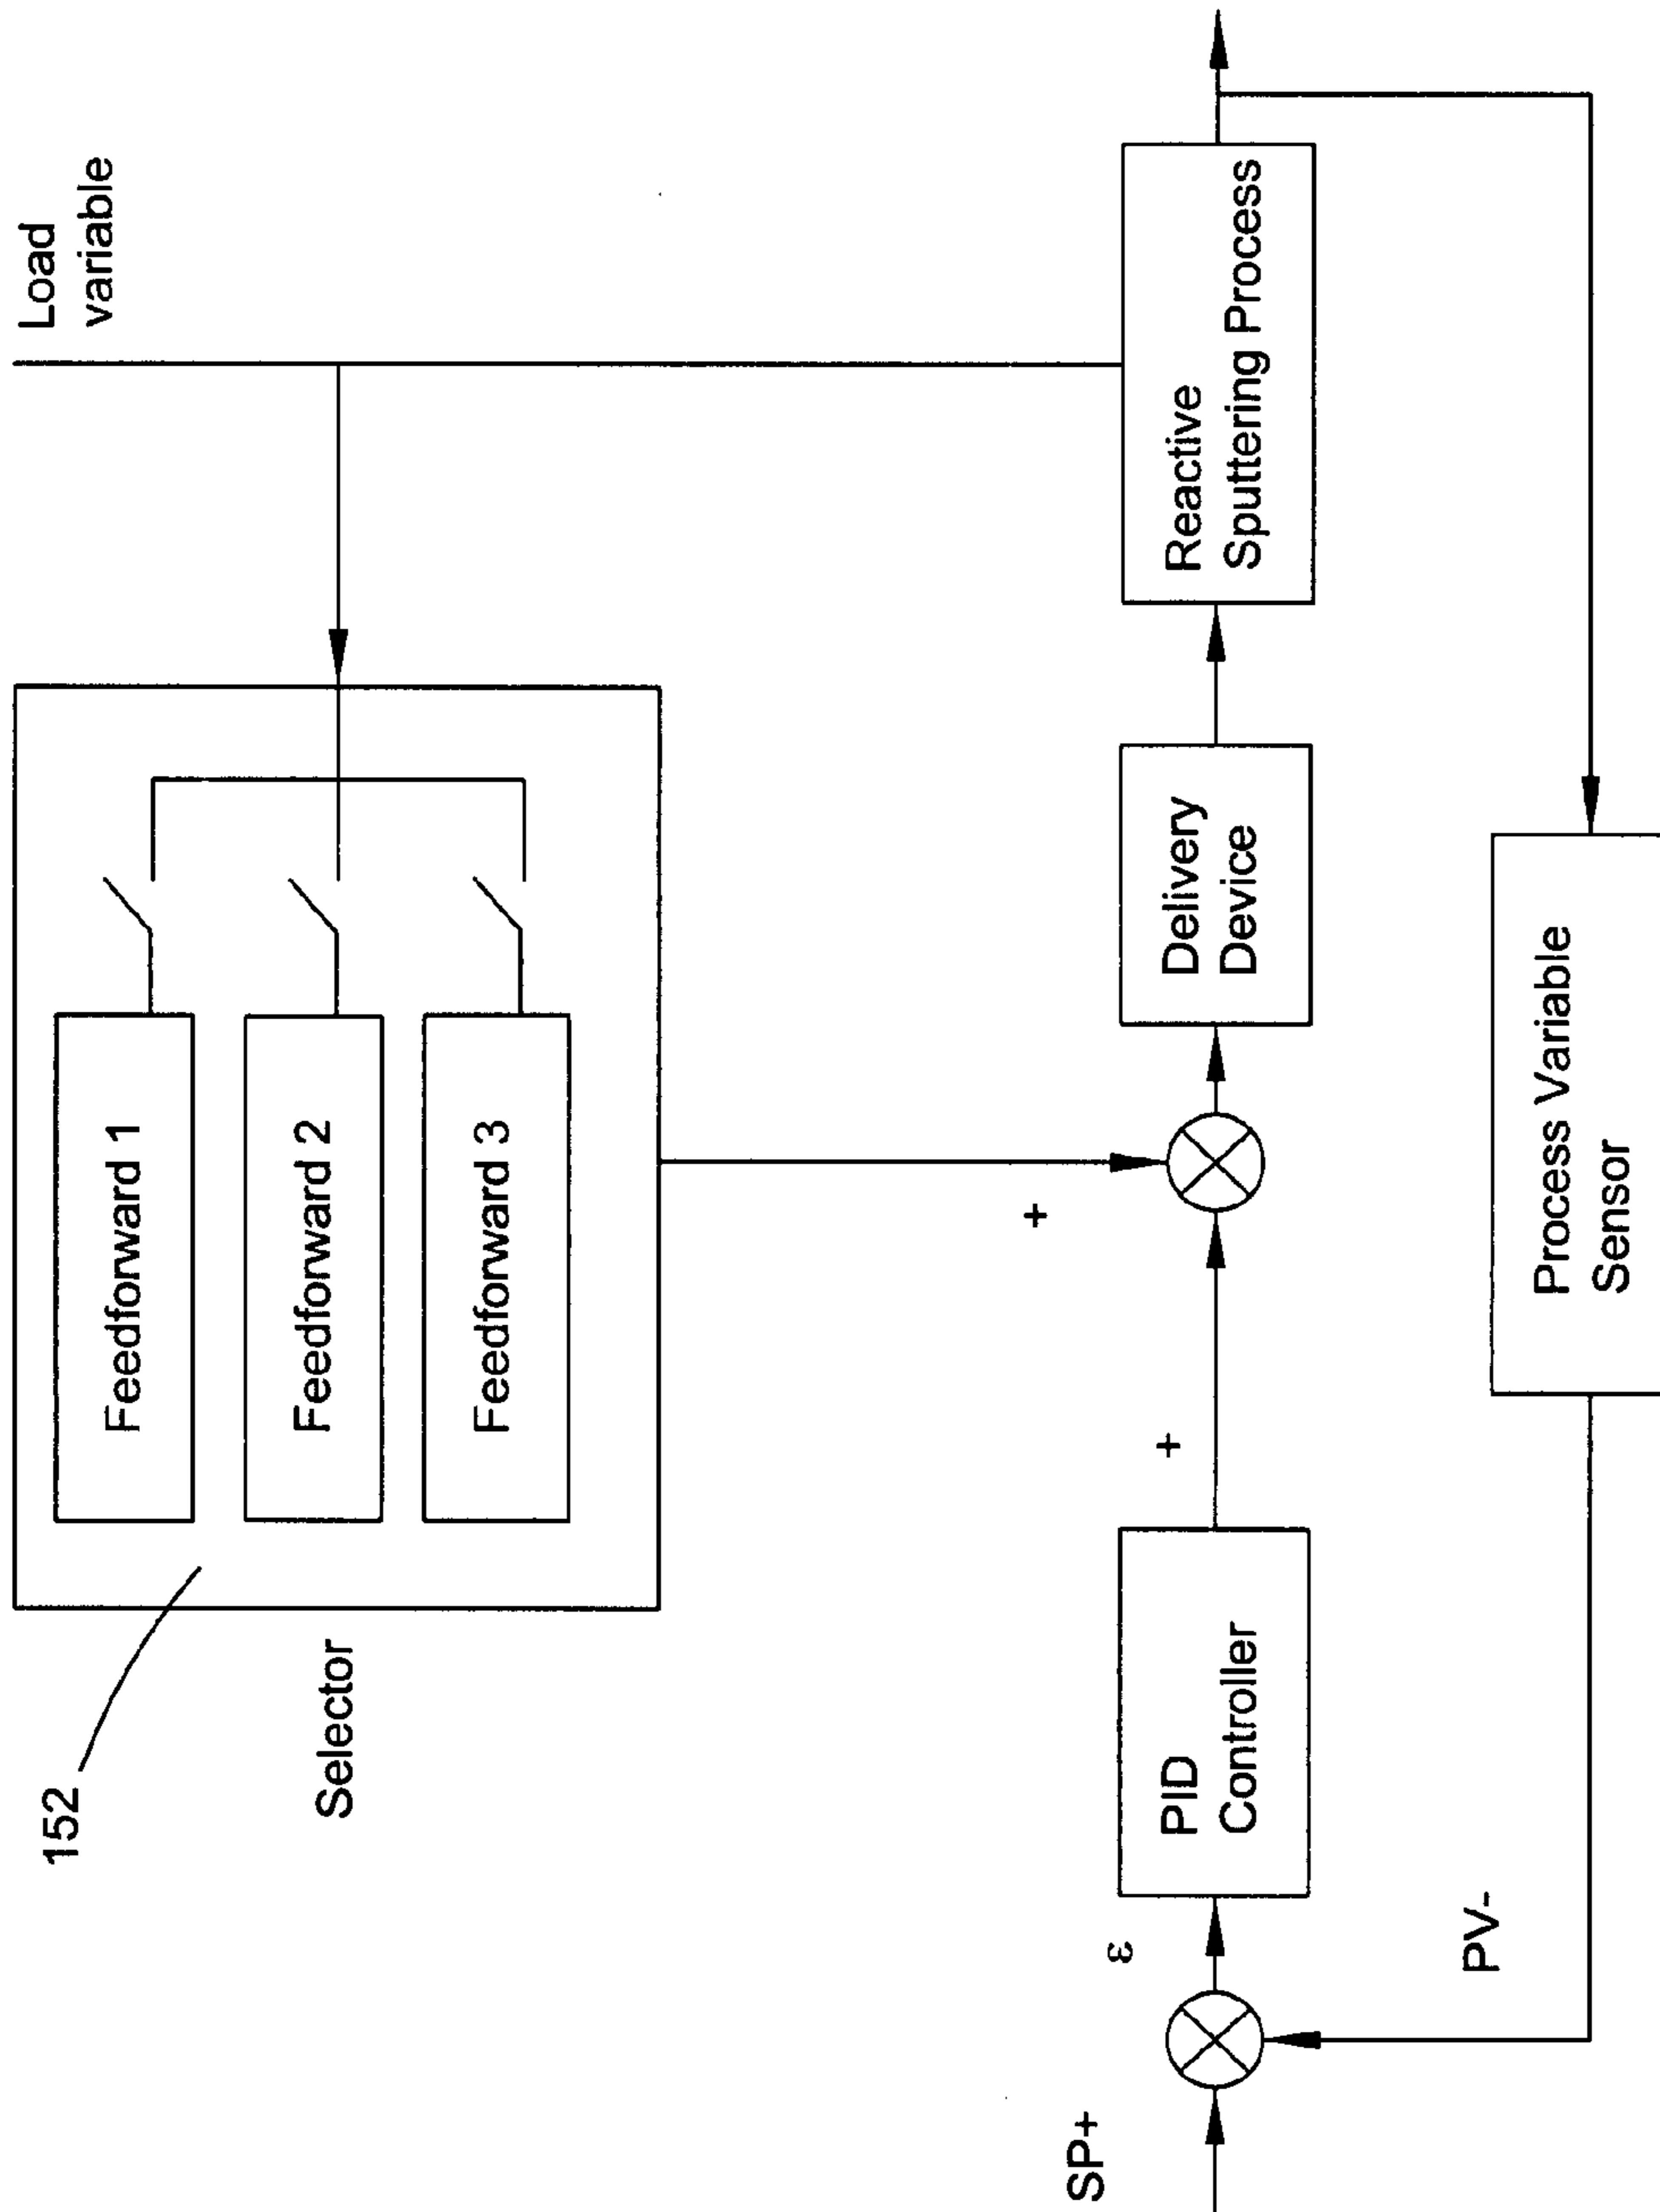 152
Selector
Feedforward 1
Feedforward 2
Feedforward 3
Load
variable
SP+
ε
PID
Controller
+
+
Delivery
Device
Reactive
Sputtering Process
PV-
Process Variable
Sensor